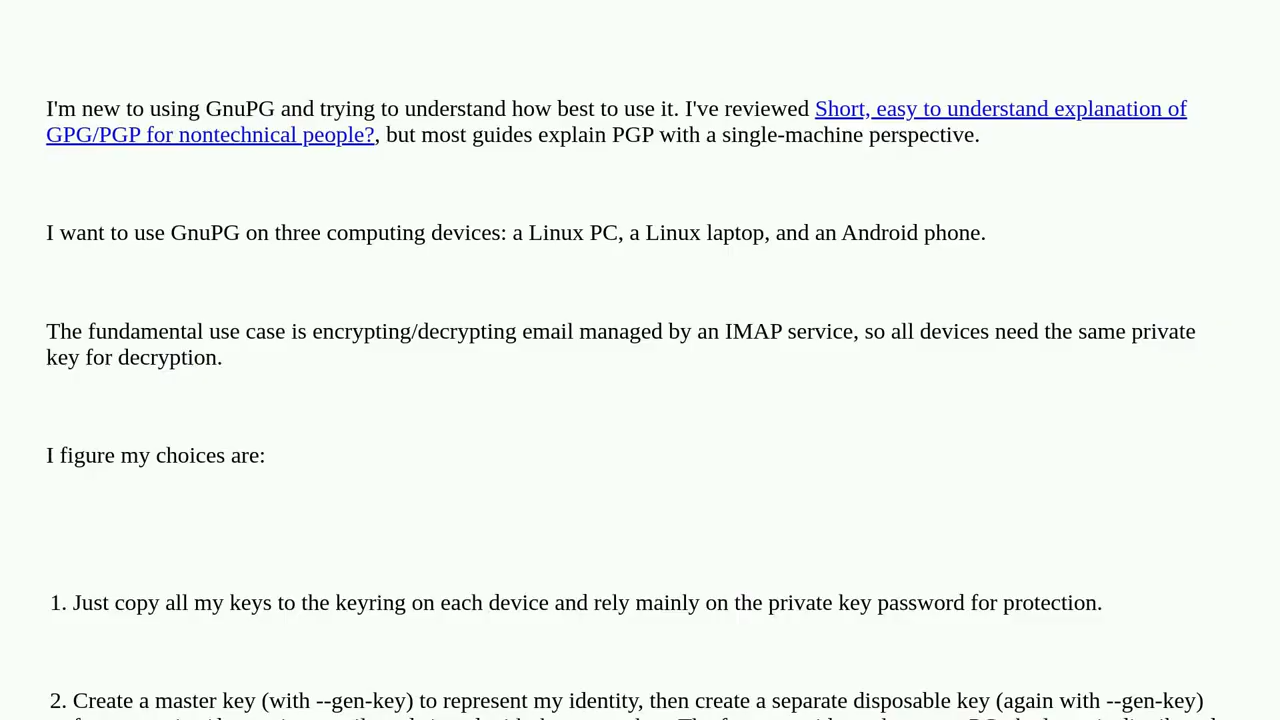 I'm new to using GnuPG and trying to understand how best to use it. I've reviewed Short, easy to understand explanation of
GPG/PGP for nontechnical people?, but most guides explain PGP with a single-machine perspective.
I want to use GnuPG on three computing devices: a Linux PC, a Linux laptop, and an Android phone.
The fundamental use case is encrypting/decrypting email managed by an IMAP service, so all devices need the same private
key for decryption.
I figure my choices are:
1. Just copy all my keys to the keyring on each device and rely mainly on the private key password for protection.
2. Create a master key (with --gen-key) to represent my identity, then create a separate disposable key (again with --gen-key)